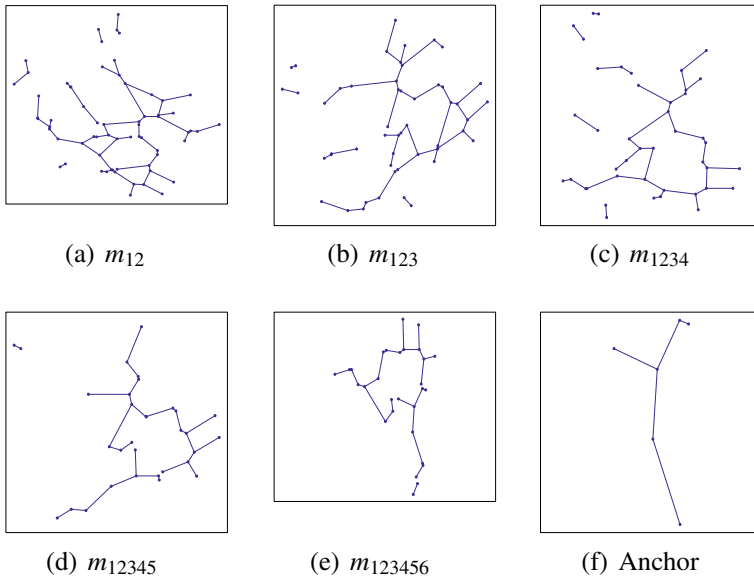 (a) m₁₂
(b) m₁₂₃
(c) m₁₂₃₄
(d) m₁₂₃₄₅
(e) m₁₂₃₄₅₆
(f) Anchor